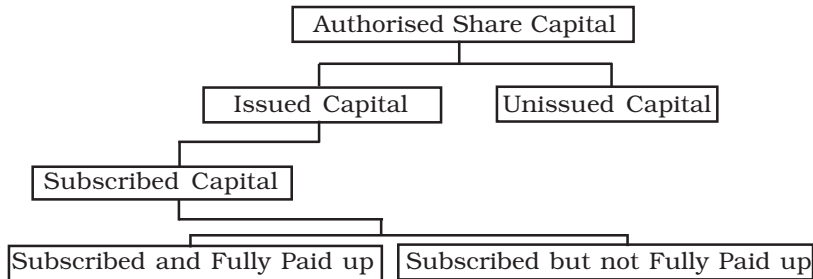 Authorised Share Capital
Issued Capital
Unissued Capital
Subscribed Capital
Subscribed and Fully Paid up
Subscribed but not Fully Paid up